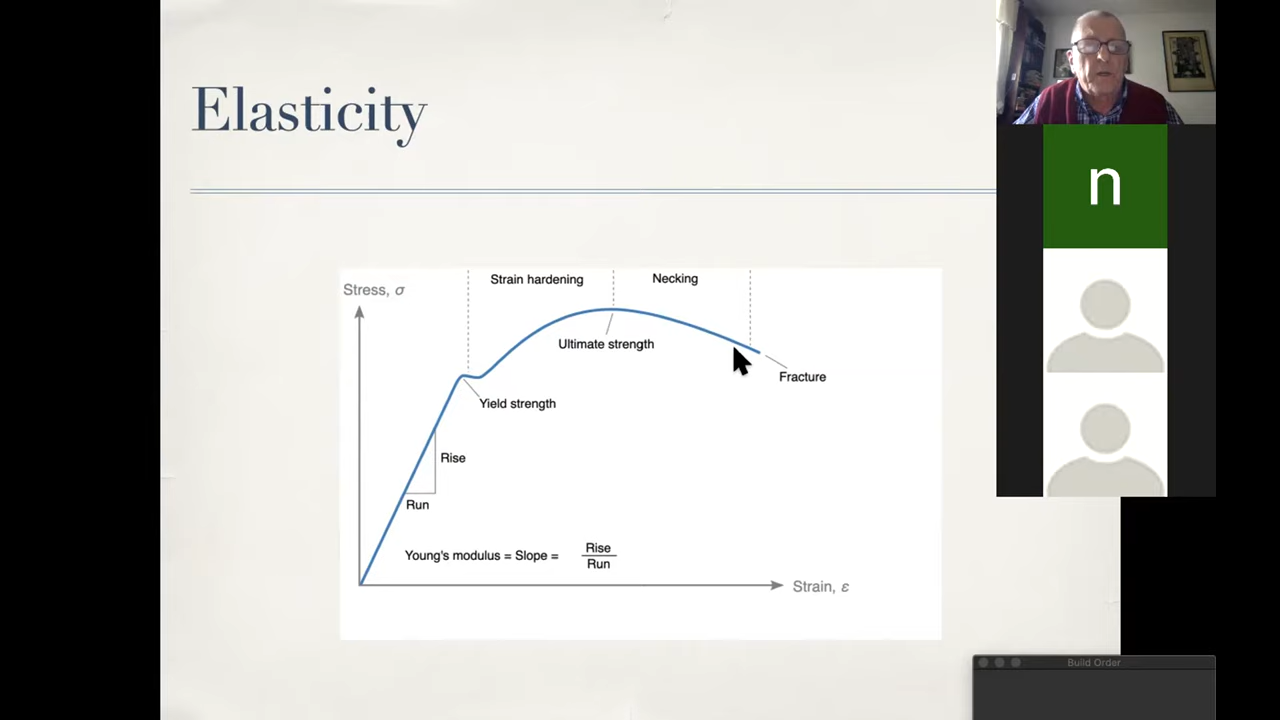 Elasticity
n
Strain hardening
Necking
Stress, σ
Ultimate strength
Fracture
Yield strength
Rise
Run
Young's modulus = Slope = Rise
Run
Strain, ε
Build Order